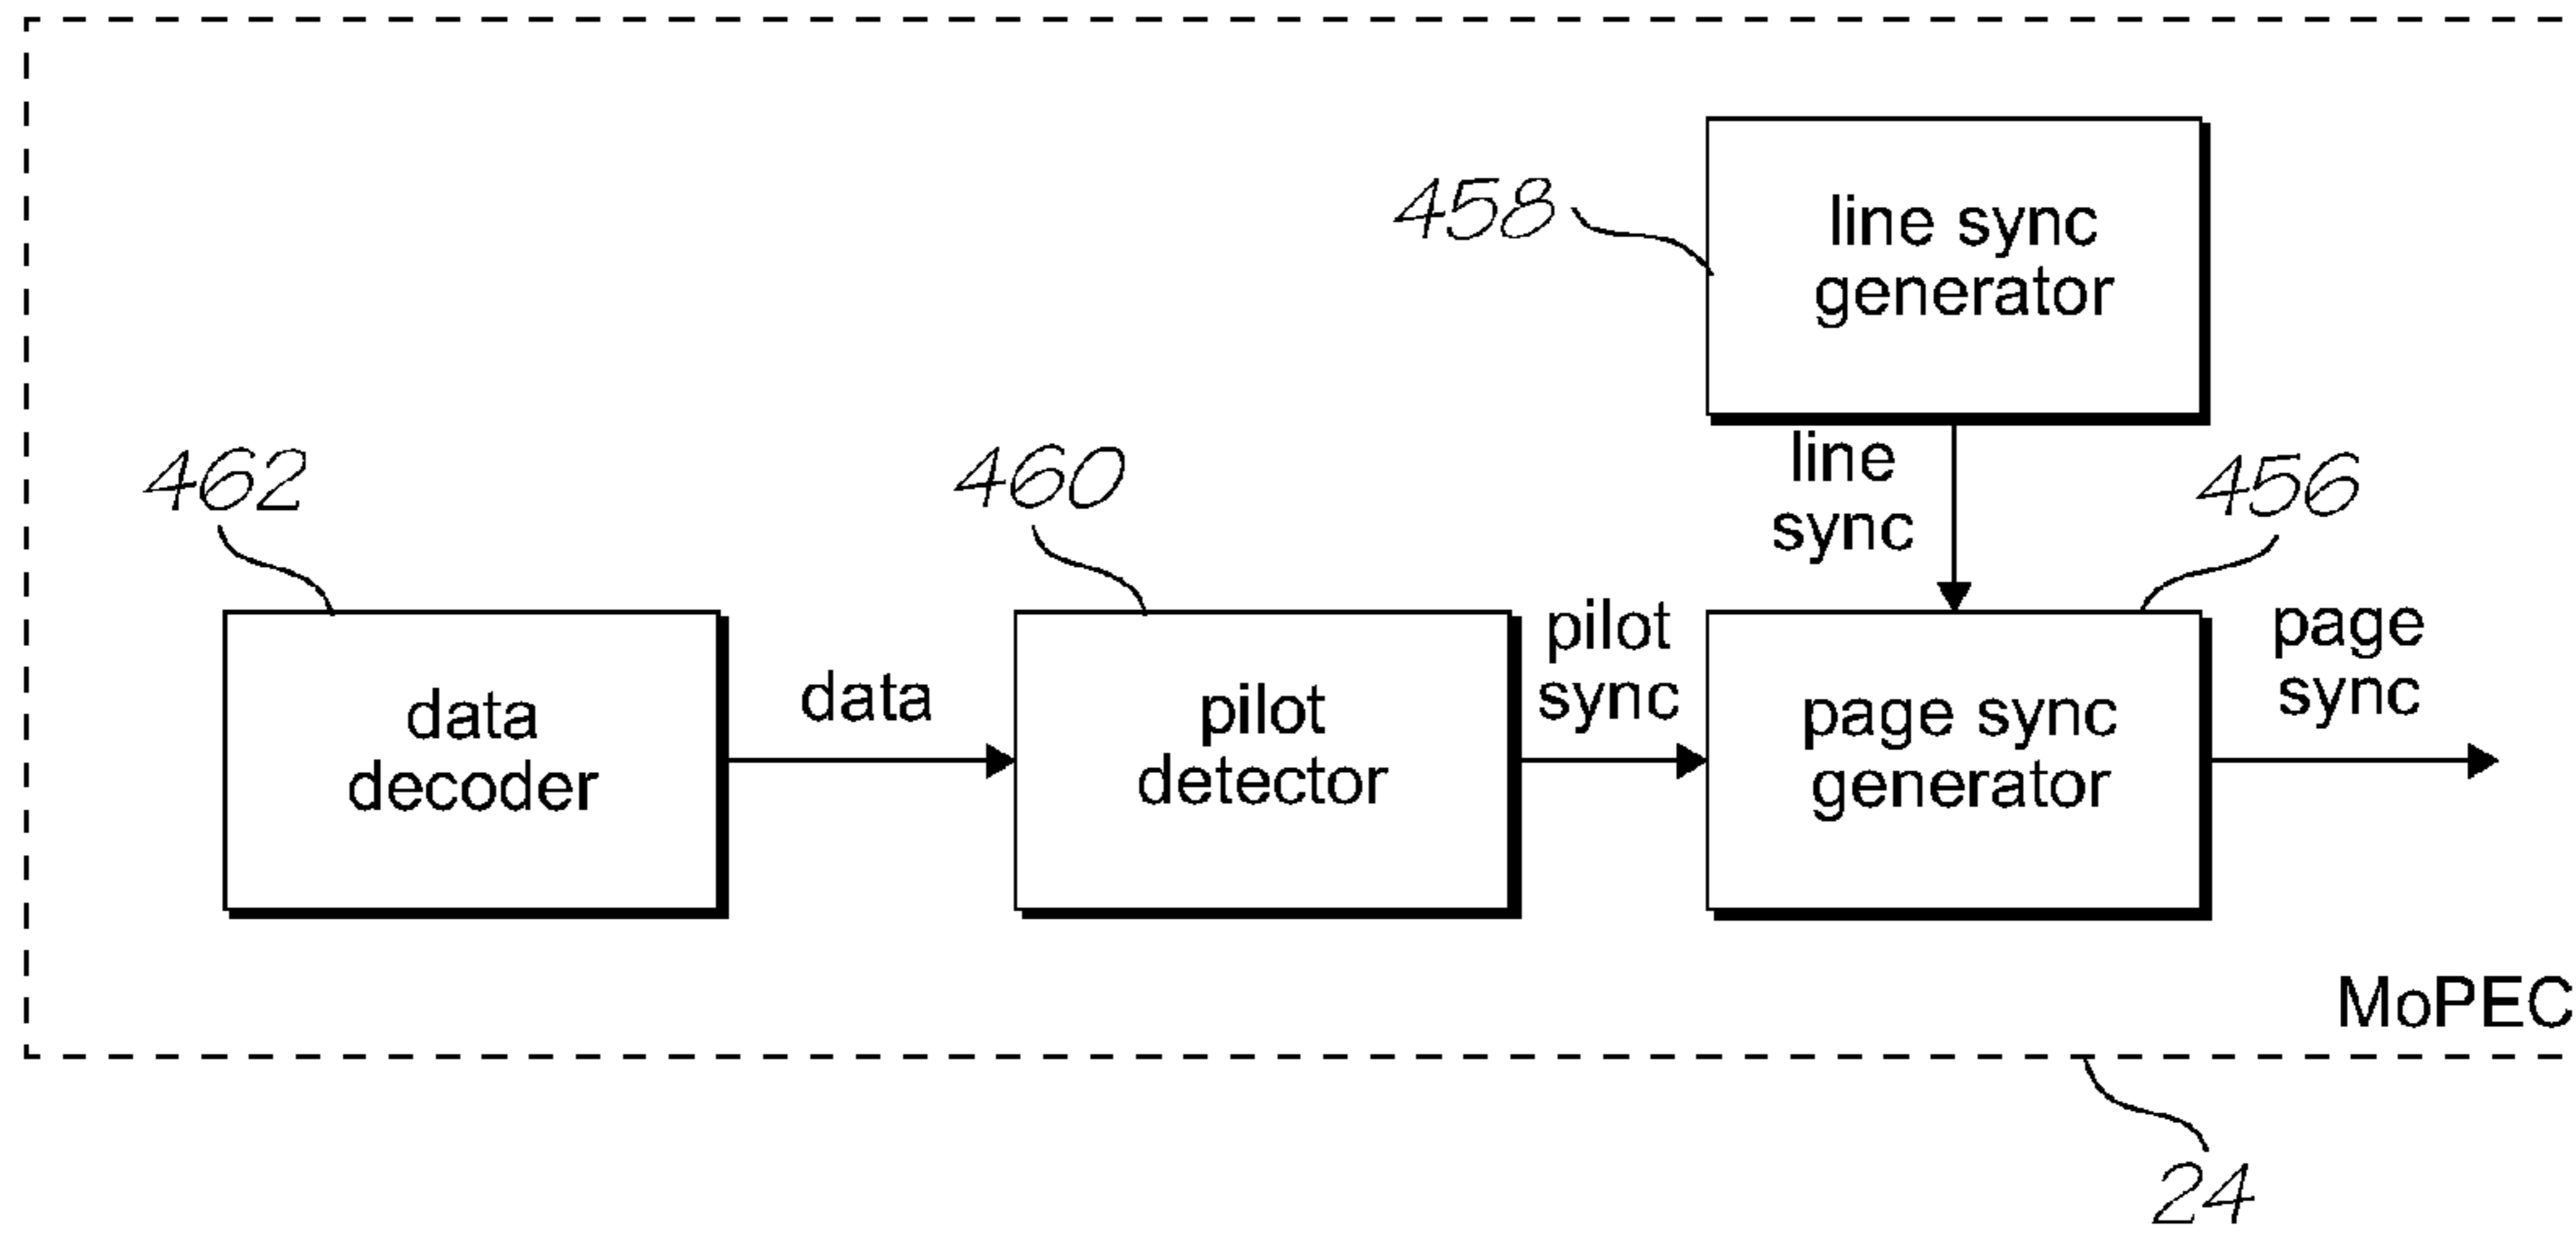 458
line sync
generator
line
sync
462
460
456
data
decoder
data
pilot
detector
pilot
sync
page sync
generator
page
sync
MoPEC
24